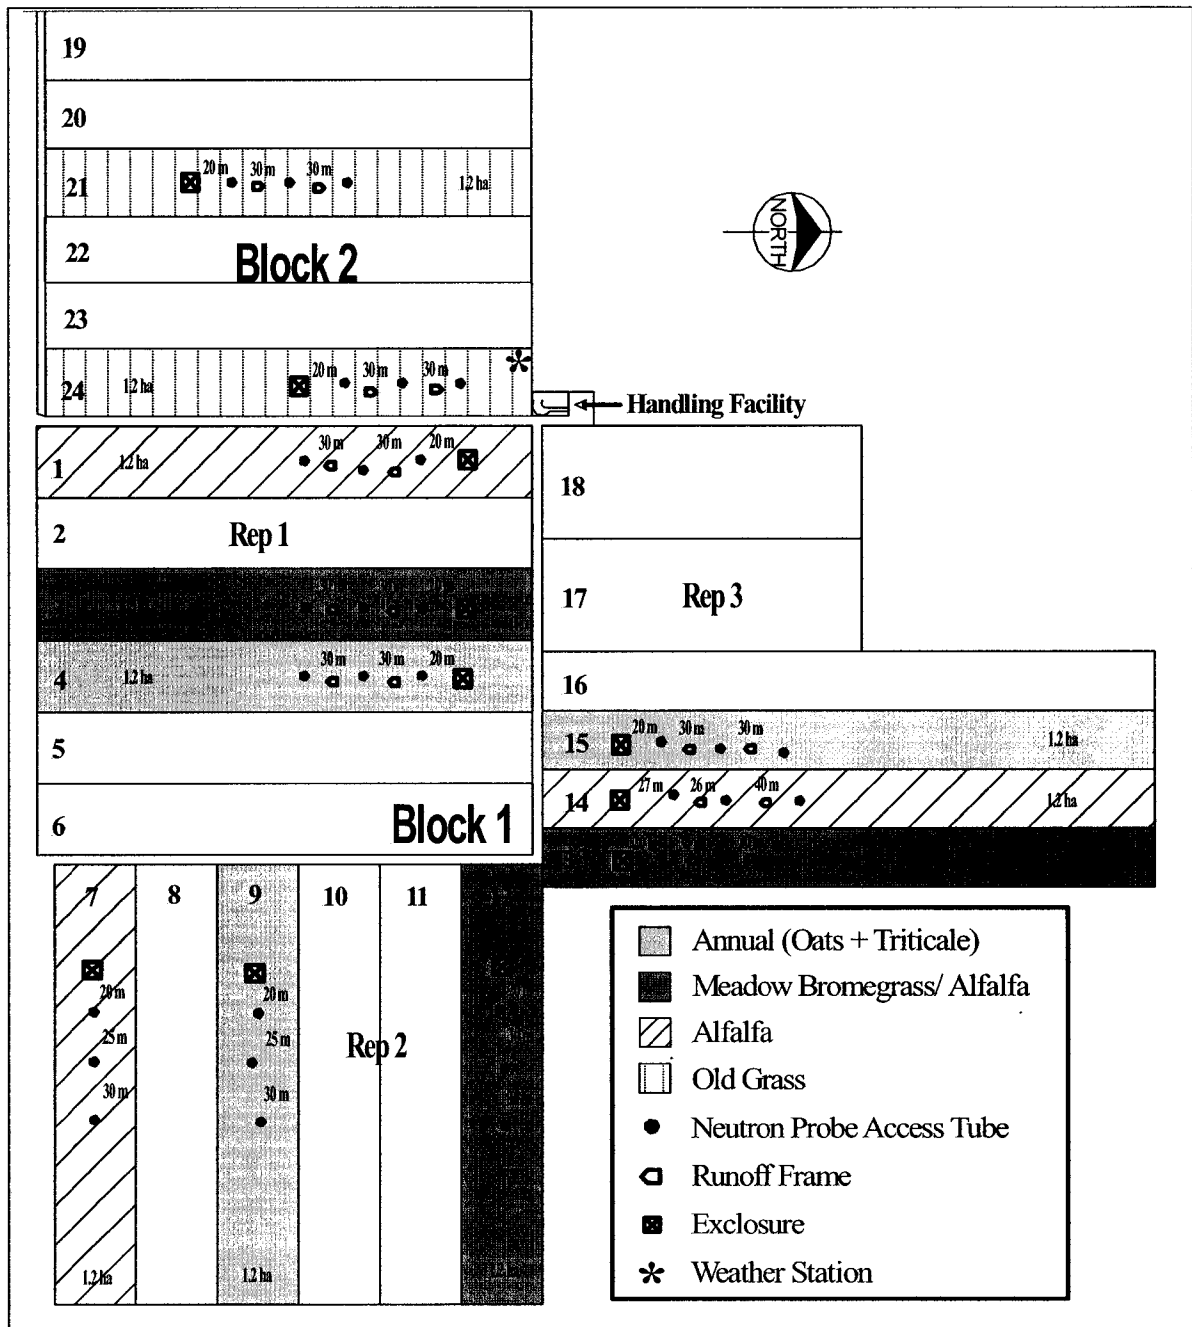 19
20
20 m 30 m 30 m
21 1.2 ha
22 Block 2
NORTH
23
20 m 30 m 30 m
24 1.2 ha
Handling Facility
30 m 30 m 20 m
1 1.2 ha
18
2 Rep 1
17 Rep 3
30 m 30 m 20 m
4 1.2 ha
16
20 m 30 m 30 m
5 15 1.2 ha
27 m 26 m 40 m
14 1.2 ha
6 Block 1
7 8 9 10 11
20 m 20 m
25 m 25 m
Rep 2
30 m 30 m
1.2 ha 1.2 ha
Annual (Oats + Triticale)
Meadow Bromegrass/ Alfalfa
Alfalfa
Old Grass
Neutron Probe Access Tube
Runoff Frame
Exclosure
Weather Station